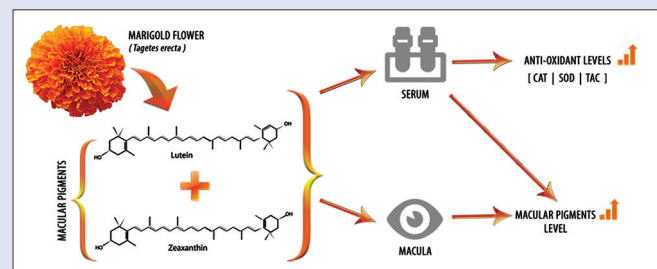 MARIGOLD FLOWER
( Tagetes erecta )
MACULAR PIGMENTS
OH
HO
Lutein
OH
HO
Zeaxanthin
SERUM
MACULA
ANTI-OXIDANT LEVELS
[ CAT | SOD | TAC ]
MACULAR PIGMENTS
LEVEL